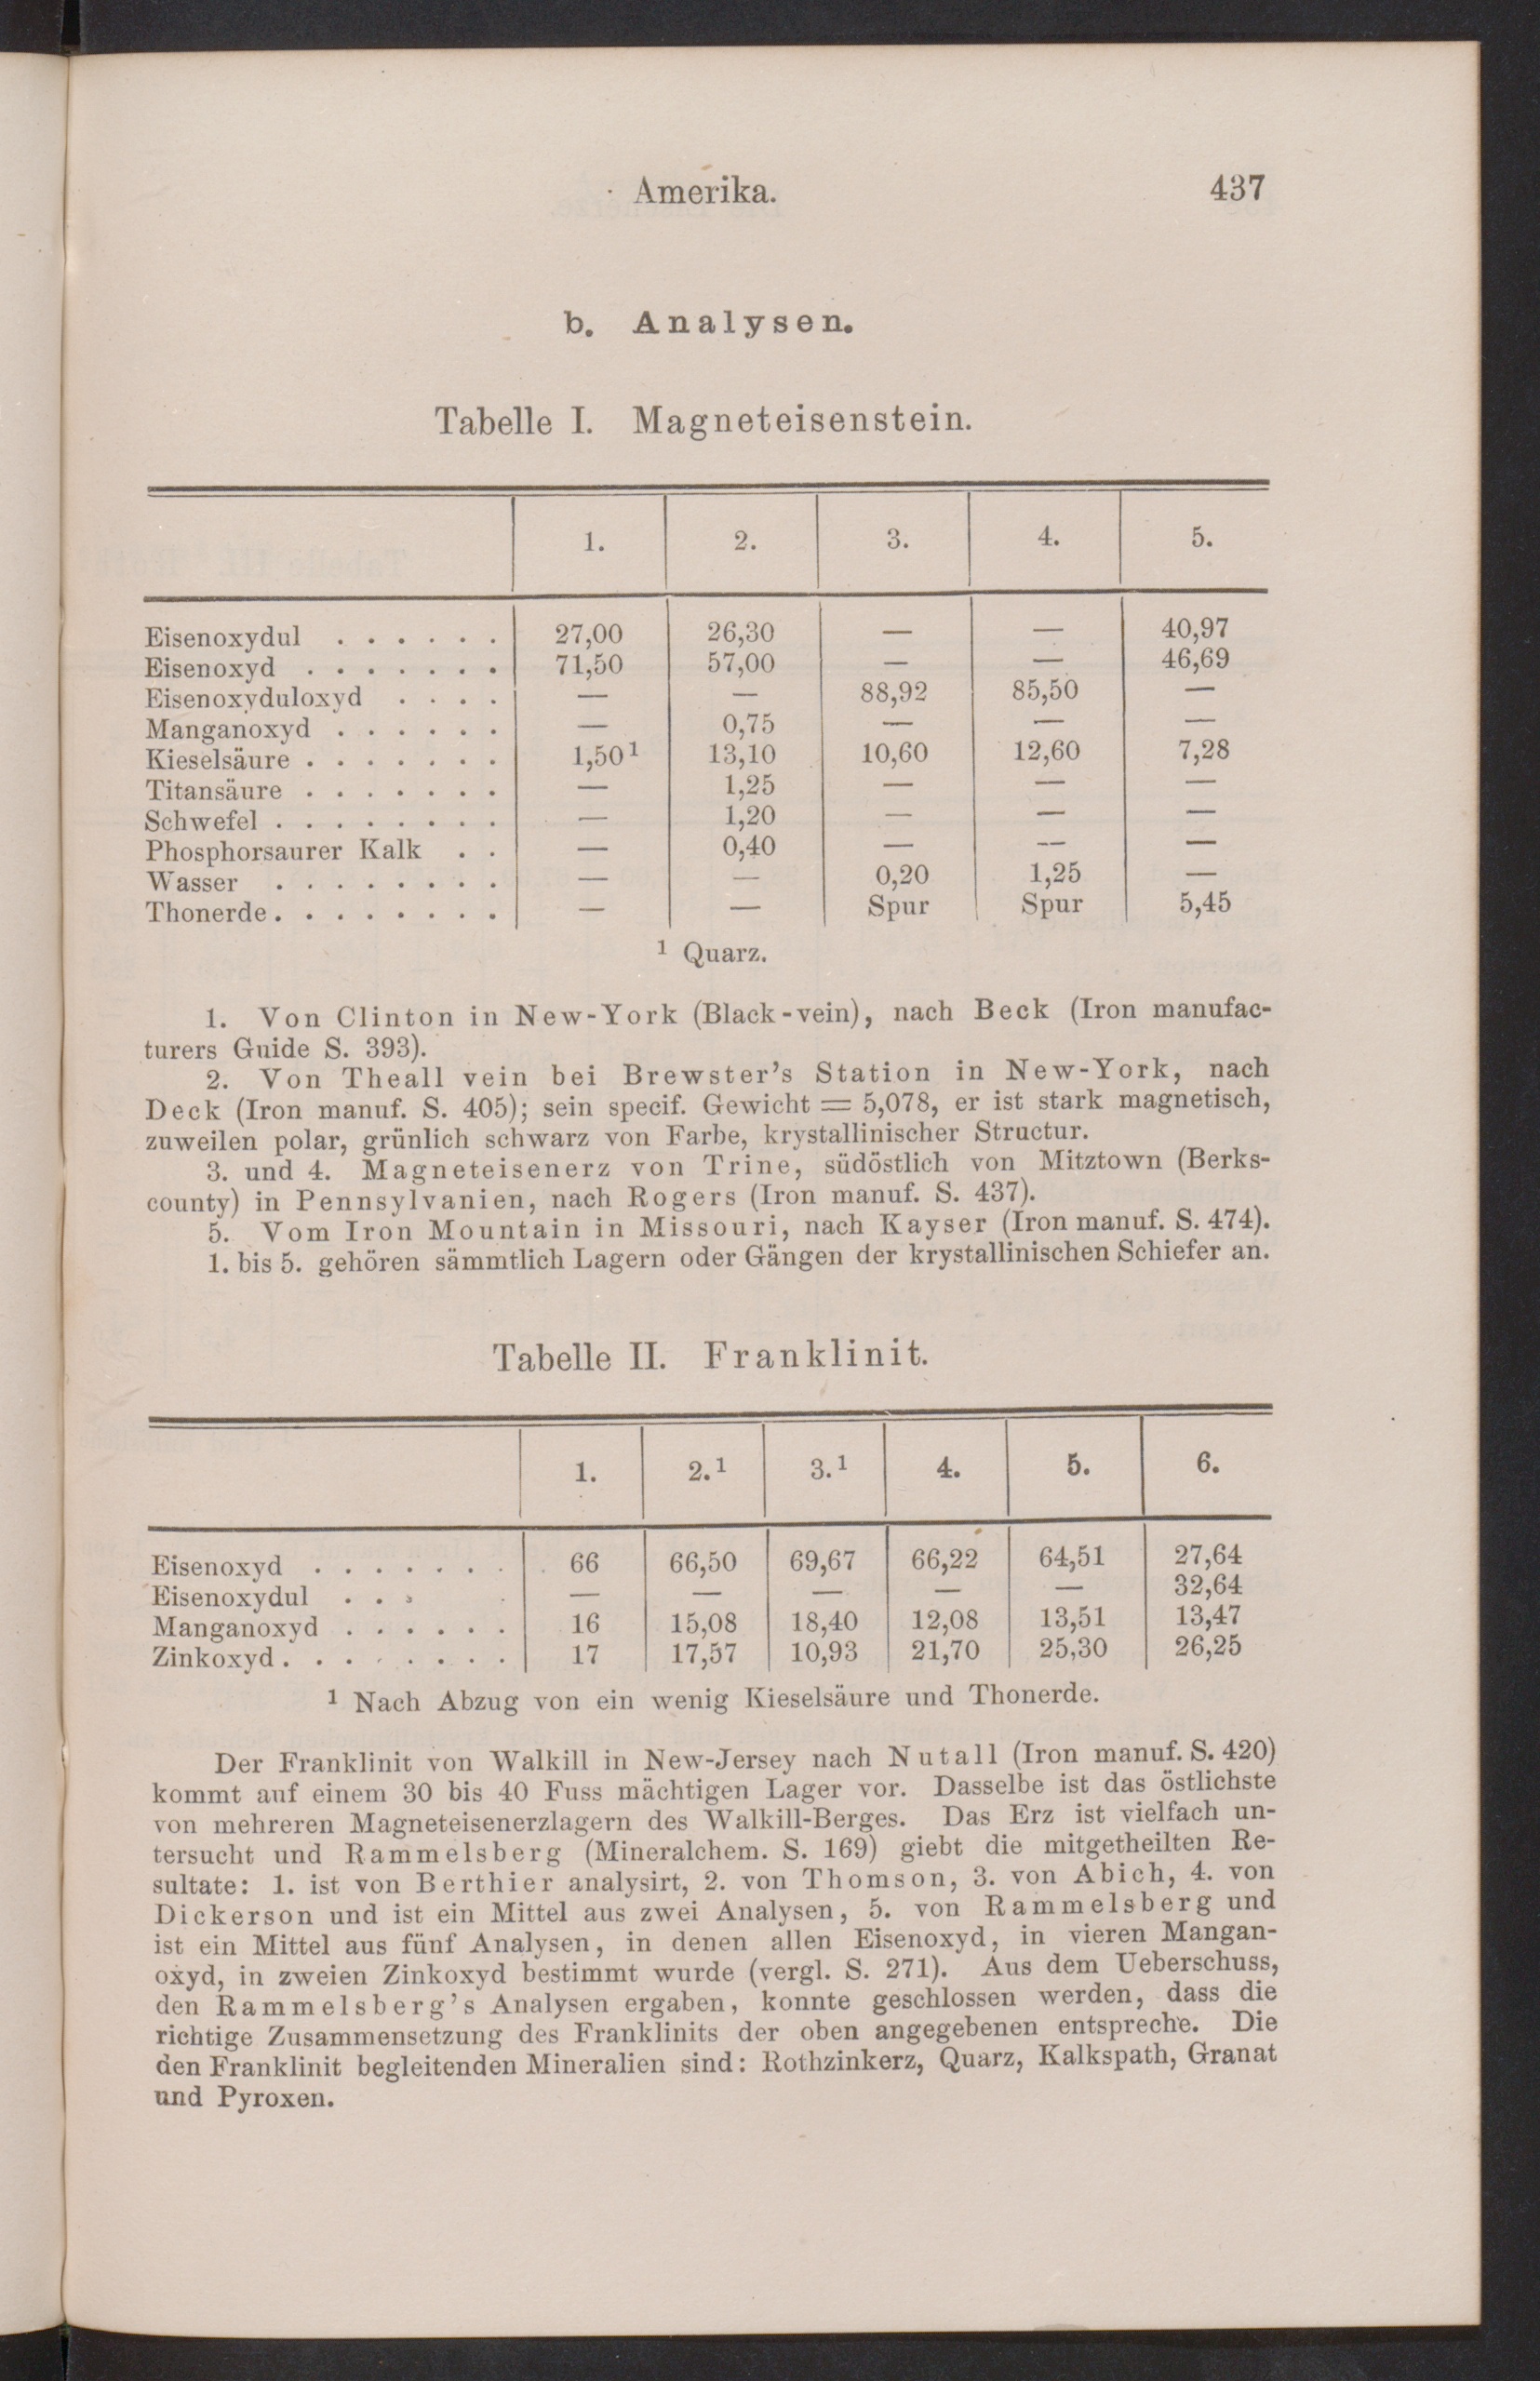 Amerika. 437
b. Analysen.
Tabelle I. Magneteisenstein.
1. 2. 3. 4. 5.
Eisenoxydul . . . . . . 27,00 26,30 — — 40,97
Eisenoxyd . . . . . . . 71,50 57,00 — — 46,69
Eisenoxyduloxyd . . . . — — 88,92 85,50 —
Manganoxyd . . . . . . — 0,75 — — —
Kieselsäure . . . . . . . 1,50¹ 13,10 10,60 12,60 7,28
Titansäure . . . . . . . — 1,25 — — —
Schwefel . . . . . . . . — 1,20 — — —
Phosphorsaurer Kalk . . — 0,40 — — —
Wasser . . . . . . . . — — 0,20 1,25 —
Thonerde . . . . . . . . — — Spur Spur 5,45
¹ Quarz.
1. Von Clinton in New-York (Black-vein), nach Beck (Iron manufac-
turers Guide S. 393).
2. Von Theall vein bei Brewster's Station in New-York, nach
Deck (Iron manuf. S. 405); sein specif. Gewicht = 5,078, er ist stark magnetisch,
zuweilen polar, grünlich schwarz von Farbe, krystallinischer Structur.
3. und 4. Magneteisenerz von Trine, südöstlich von Mitztown (Berks-
county) in Pennsylvanien, nach Rogers (Iron manuf. S. 437).
5. Vom Iron Mountain in Missouri, nach Kayser (Iron manuf. S. 474).
1. bis 5. gehören sämmtlich Lagern oder Gängen der krystallinischen Schiefer an.
Tabelle II. Franklinit.
1. 2.¹ 3.¹ 4. 5. 6.
Eisenoxyd . . . . . . . 66 66,50 69,67 66,22 64,51 27,64
Eisenoxydul . . . — — — — — 32,64
Manganoxyd . . . . . . 16 15,08 18,40 12,08 13,51 13,47
Zinkoxyd . . . . . . . . 17 17,57 10,93 21,70 25,30 26,25
¹ Nach Abzug von ein wenig Kieselsäure und Thonerde.
Der Franklinit von Walkill in New-Jersey nach Nutall (Iron manuf. S. 420)
kommt auf einem 30 bis 40 Fuss mächtigen Lager vor. Dasselbe ist das östlichste
von mehreren Magneteisenerzlagern des Walkill-Berges. Das Erz ist vielfach un-
tersucht und Rammelsberg (Mineralchem. S. 169) giebt die mitgetheilten Re-
sultate: 1. ist von Berthier analysirt, 2. von Thomson, 3. von Abich, 4. von
Dickerson und ist ein Mittel aus zwei Analysen, 5. von Rammelsberg und
ist ein Mittel aus fünf Analysen, in denen allen Eisenoxyd, in vieren Mangan-
oxyd, in zweien Zinkoxyd bestimmt wurde (vergl. S. 271). Aus dem Ueberschuss,
den Rammelsberg's Analysen ergaben, konnte geschlossen werden, dass die
richtige Zusammensetzung des Franklinits der oben angegebenen entspreche. Die
den Franklinit begleitenden Mineralien sind: Rothzinkerz, Quarz, Kalkspath, Granat
und Pyroxen.